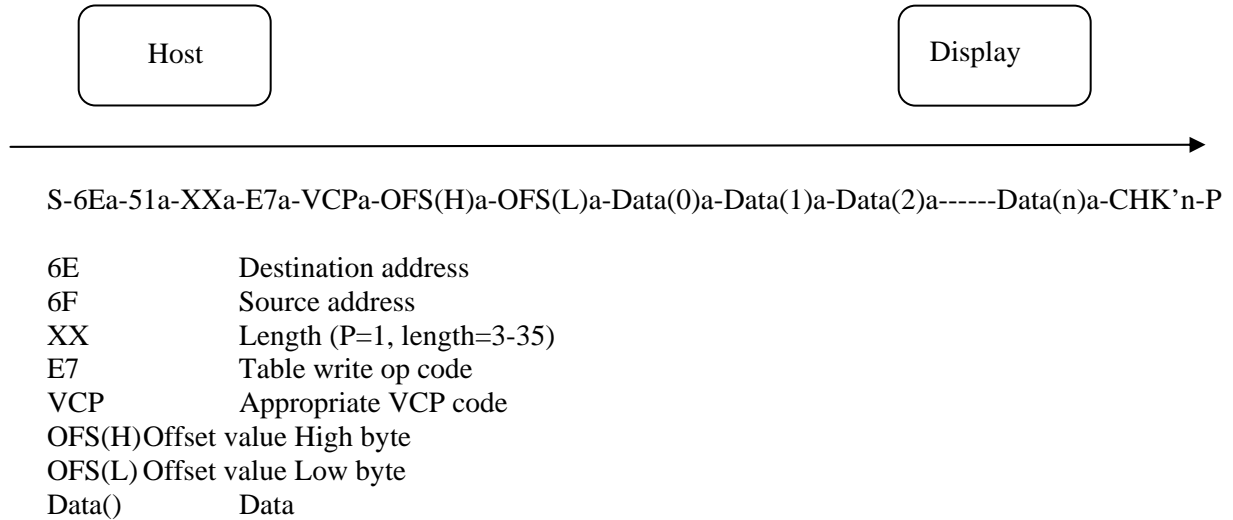 Host
Display
S-6Ea-51a-XXa-E7a-VCPa-OFS(H)a-OFS(L)a-Data(0)a-Data(1)a-Data(2)a------Data(n)a-CHK’n-P
6E Destination address
6F Source address
XX Length (P=1, length=3-35)
E7 Table write op code
VCP Appropriate VCP code
OFS(H) Offset value High byte
OFS(L) Offset value Low byte
Data() Data